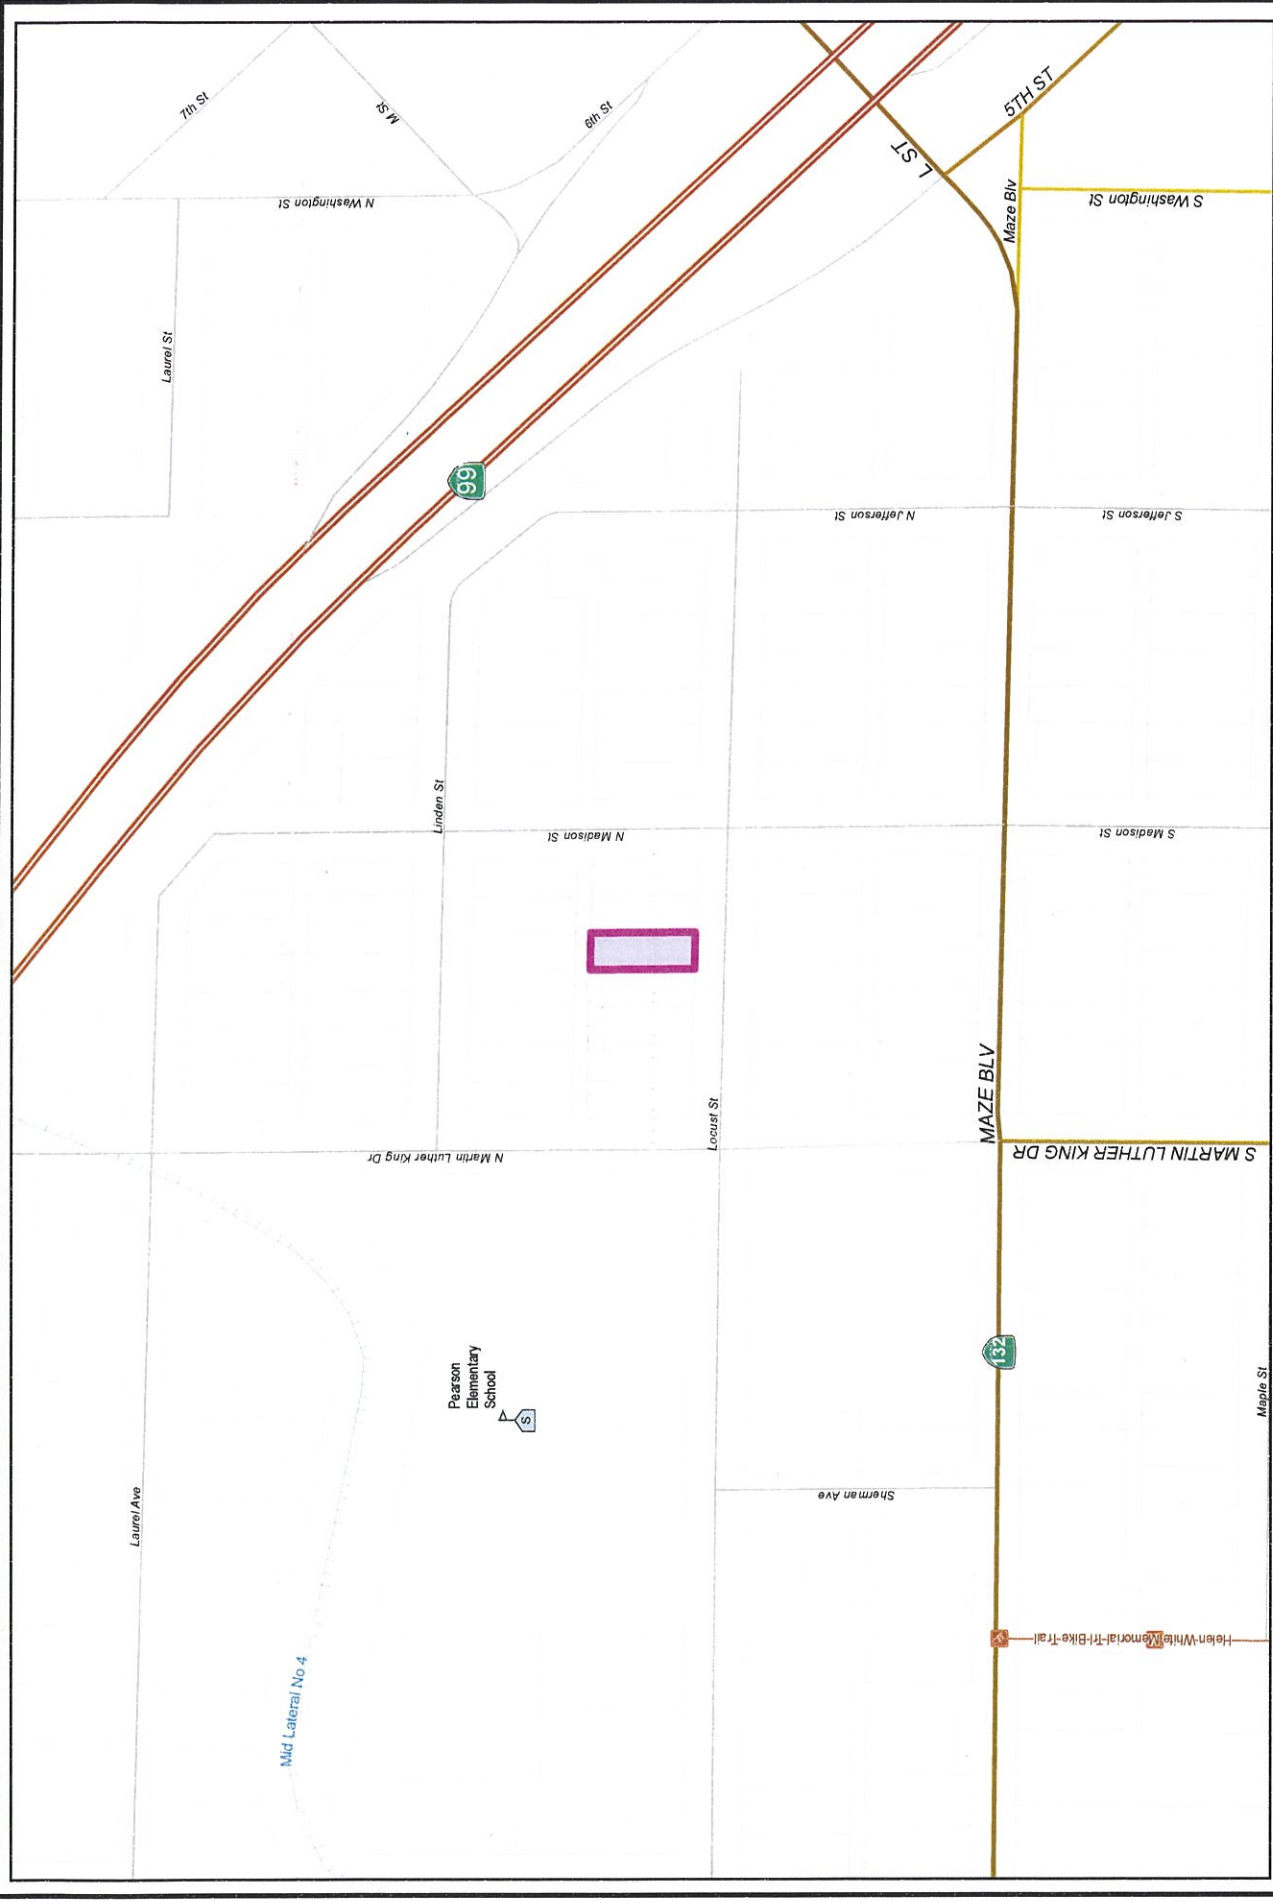 7th St
M St
6th St
5TH ST
L ST
N Washington St
Maze Blv
S Washington St
Laurel St
99
N Jefferson St
S Jefferson St
Linden St
N Madison St
S Madison St
MAZE BLV
Locust St
N Martin Luther King Dr
S MARTIN LUTHER KING DR
132
Pearson
Elementary
School
S
Maple St
Laurel Ave
Sherman Ave
Mid Lateral No 4
Helen White Memorial Tri Bike Trail